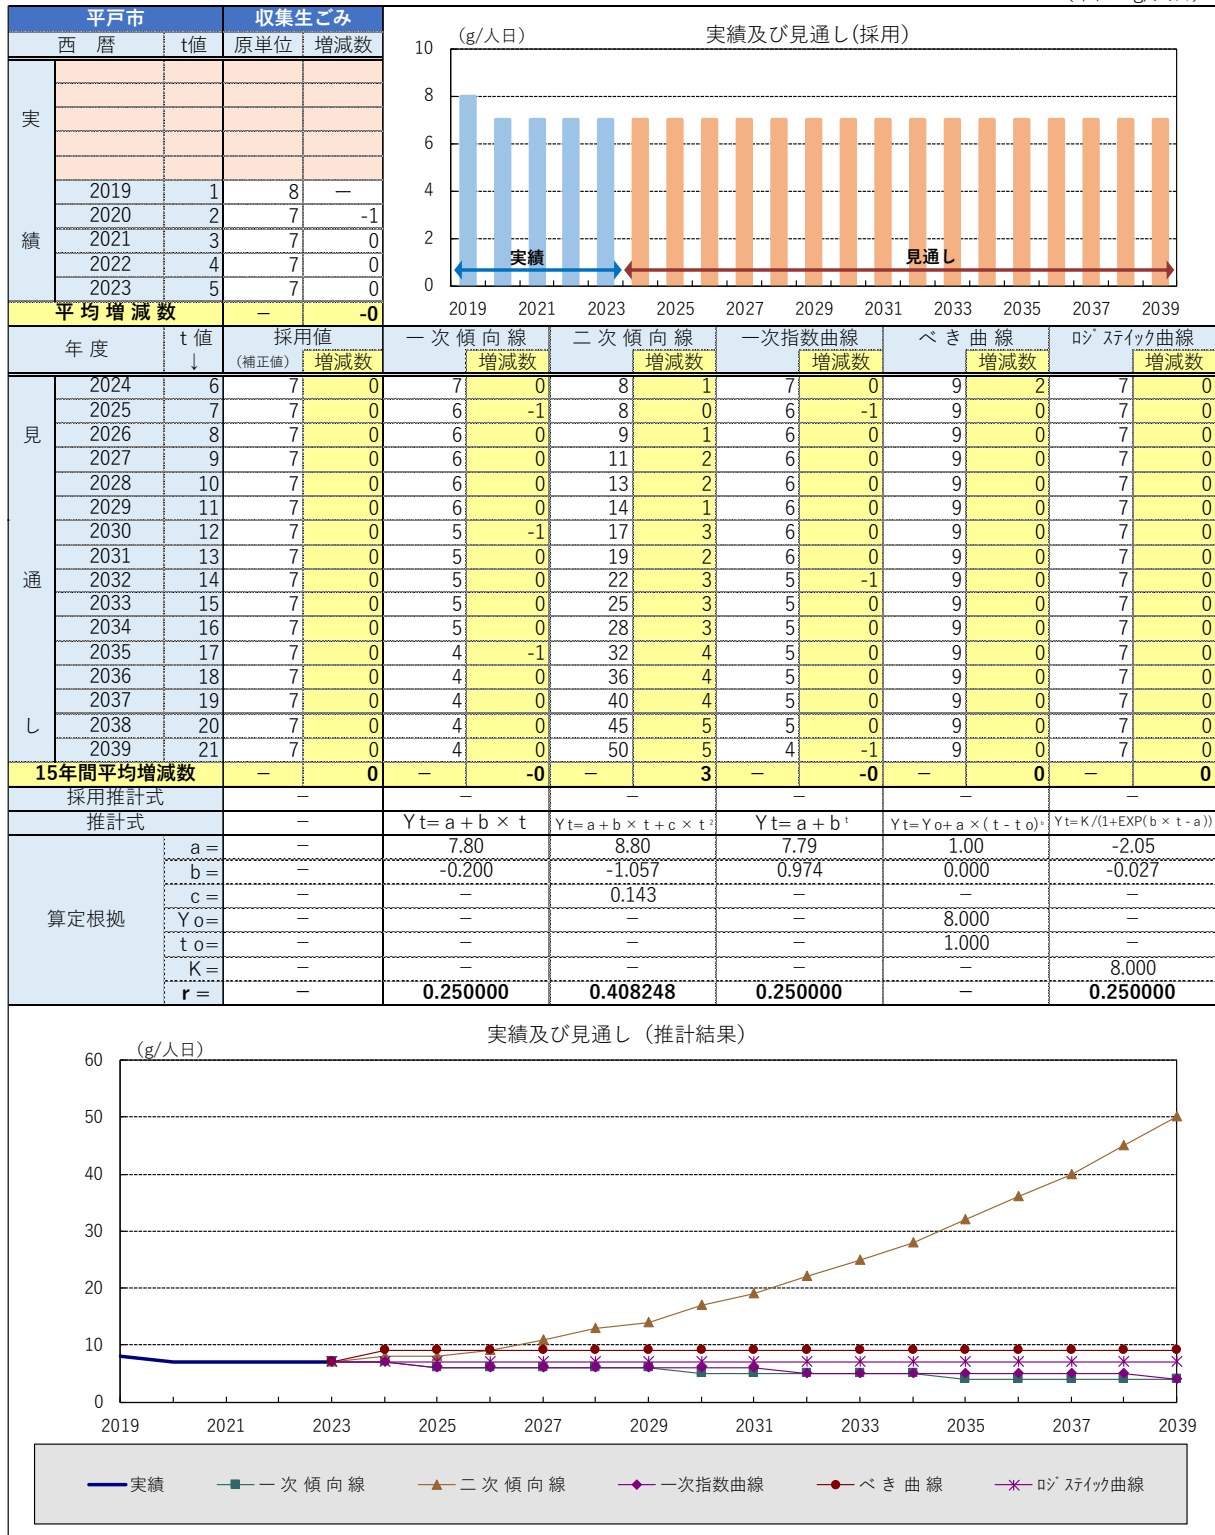 平戸市 収集生ごみ
西 暦 t値 原単位 増減数
実
績
2019 1 8 －
2020 2 7 -1
2021 3 7 0
2022 4 7 0
2023 5 7 0
平 均 増 減 数 － -0
(g/人日) 実績及び見通し(採用)
10
8
6
4
2
0
実績 見通し
2019 2021 2023 2025 2027 2029 2031 2033 2035 2037 2039
年 度 t 値 採用値 一 次 傾 向 線 二 次 傾 向 線 一次指数曲線 べ き 曲 線 ﾛｼﾞｽﾃｨｯｸ曲線
↓ (補正値) 増減数 増減数 増減数 増減数 増減数 増減数
見
通
し
2024 6 7 0 7 0 8 1 7 0 9 2 7 0
2025 7 7 0 6 -1 8 0 6 -1 9 0 7 0
2026 8 7 0 6 0 9 1 6 0 9 0 7 0
2027 9 7 0 6 0 11 2 6 0 9 0 7 0
2028 10 7 0 6 0 13 2 6 0 9 0 7 0
2029 11 7 0 6 0 14 1 6 0 9 0 7 0
2030 12 7 0 5 -1 17 3 6 0 9 0 7 0
2031 13 7 0 5 0 19 2 6 0 9 0 7 0
2032 14 7 0 5 0 22 3 5 -1 9 0 7 0
2033 15 7 0 5 0 25 3 5 0 9 0 7 0
2034 16 7 0 5 0 28 3 5 0 9 0 7 0
2035 17 7 0 4 -1 32 4 5 0 9 0 7 0
2036 18 7 0 4 0 36 4 5 0 9 0 7 0
2037 19 7 0 4 0 40 4 5 0 9 0 7 0
2038 20 7 0 4 0 45 5 5 0 9 0 7 0
2039 21 7 0 4 0 50 5 4 -1 9 0 7 0
15年間平均増減数 － 0 － -0 － 3 － -0 － 0 － 0
採用推計式 － － － － － －
推計式 － Ｙt=ａ+ｂ×ｔ Ｙt=ａ+ｂ×ｔ+ｃ×ｔ² Ｙt=ａ+ｂᵗ Ｙt=Ｙo+ａ×(ｔ-ｔo)ᵇ Ｙt=K/(1+EXP(ｂ×ｔ-ａ))
算定根拠
a = － 7.80 8.80 7.79 1.00 -2.05
b = － -0.200 -1.057 0.974 0.000 -0.027
c = － － 0.143 － － －
Ｙo= － － － － 8.000 －
ｔo= － － － － 1.000 －
K = － － － － － 8.000
r = － 0.250000 0.408248 0.250000 － 0.250000
実績及び見通し（推計結果）
(g/人日)
60
50
40
30
20
10
0
2019 2021 2023 2025 2027 2029 2031 2033 2035 2037 2039
実績 一 次 傾 向 線 二 次 傾 向 線 一次指数曲線 べ き 曲 線 ﾛｼﾞｽﾃｨｯｸ曲線